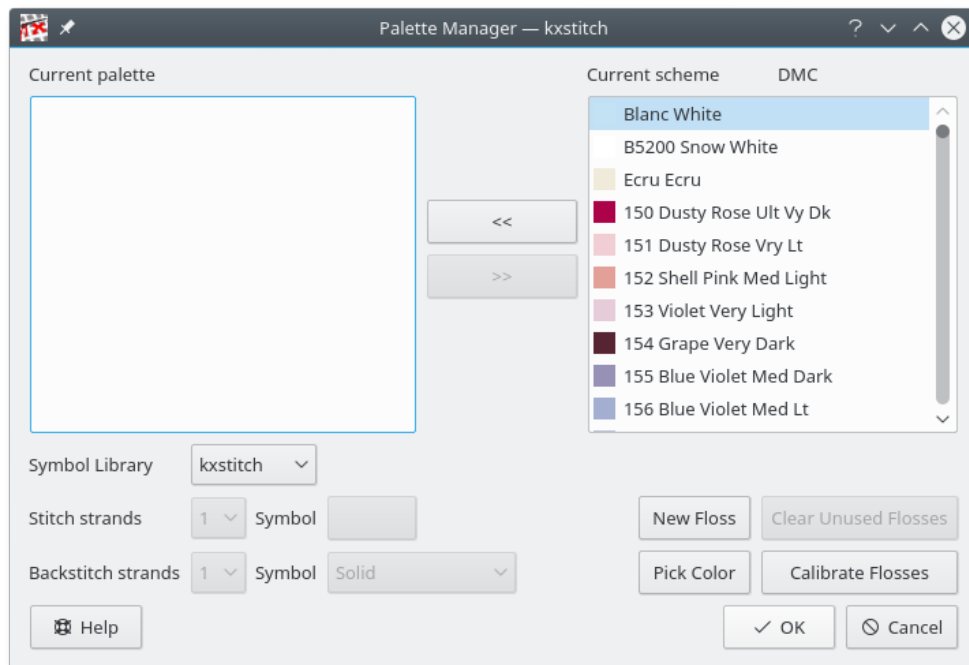 Palette Manager — kxstitch
Current palette
Current scheme DMC
Blanc White
B5200 Snow White
Ecru Ecru
150 Dusty Rose Ult Vy Dk
151 Dusty Rose Vry Lt
152 Shell Pink Med Light
153 Violet Very Light
154 Grape Very Dark
155 Blue Violet Med Dark
156 Blue Violet Med Lt
<<
>>
Symbol Library kxstitch
Stitch strands 1 Symbol
New Floss Clear Unused Flosses
Backstitch strands 1 Symbol Solid
Pick Color Calibrate Flosses
Help
OK Cancel